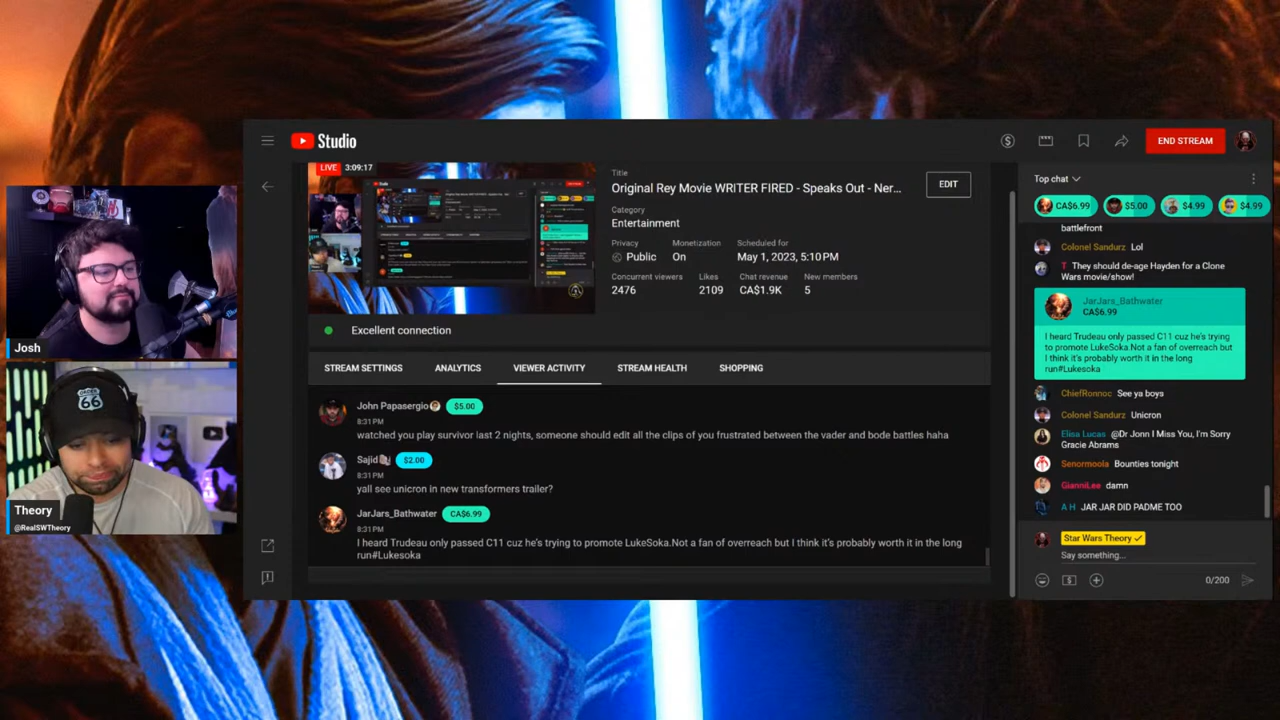 Studio
END STREAM
LIVE 3:09:17
Title
Original Rey Movie WRITER FIRED - Speaks Out - Ner...
EDIT
Category
Entertainment
Privacy
Monetization
Scheduled for
Public
On
May 1, 2023, 5:10 PM
Concurrent viewers
Likes
Chat revenue
New members
2476
2109
CA$1.9K
5
Excellent connection
STREAM SETTINGS
ANALYTICS
VIEWER ACTIVITY
STREAM HEALTH
SHOPPING
John Papasergio $5.00
8:31 PM
watched you play survivor last 2 nights, someone should edit all the clips of you frustrated between the vader and bode battles haha
Sajid $2.00
8:31 PM
yall see unicron in new transformers trailer?
JarJars_Bathwater CA$6.99
8:31 PM
I heard Trudeau only passed C11 cuz he's trying to promote LukeSoka.Not a fan of overreach but I think it's probably worth it in the long
run#Lukesoka
Top chat
CA$6.99
$5.00
$4.99
$4.99
battlefront
Colonel Sandurz Lol
T They should de-age Hayden for a Clone
Wars movie/show!
JarJars_Bathwater
CA$6.99
I heard Trudeau only passed C11 cuz he's trying
to promote LukeSoka.Not a fan of overreach but
I think it's probably worth it in the long
run#Lukesoka
ChiefRonnoc See ya boys
Colonel Sandurz Unicron
Elisa Lucas @Dr Jonn I Miss You, I'm Sorry
Gracie Abrams
Senormoola Bounties tonight
GianniLee damn
A H JAR JAR DID PADME TOO
Star Wars Theory
Say something...
0/200
Josh
66
Theory
@RealSWTheory